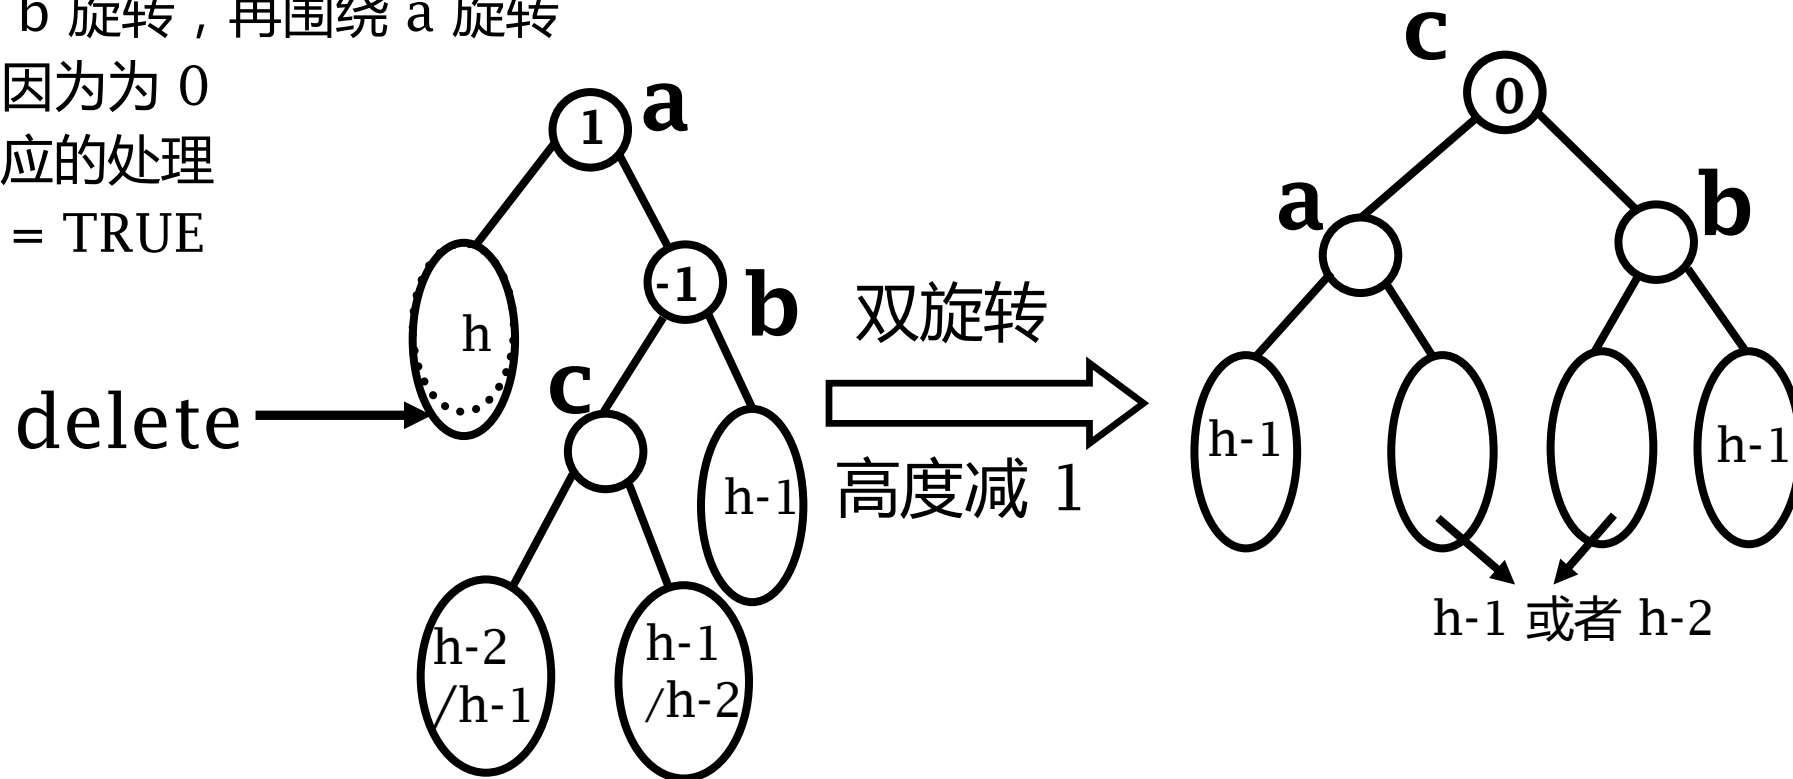 b 旋转，再围绕 a 旋转
因为为 0
应的处理
= TRUE
a
1
-1
b
h
c
delete
h-1
h-2
/h-1
h-1
/h-2
双旋转
高度减 1
c
0
a
b
h-1
h-1
h-1 或者 h-2